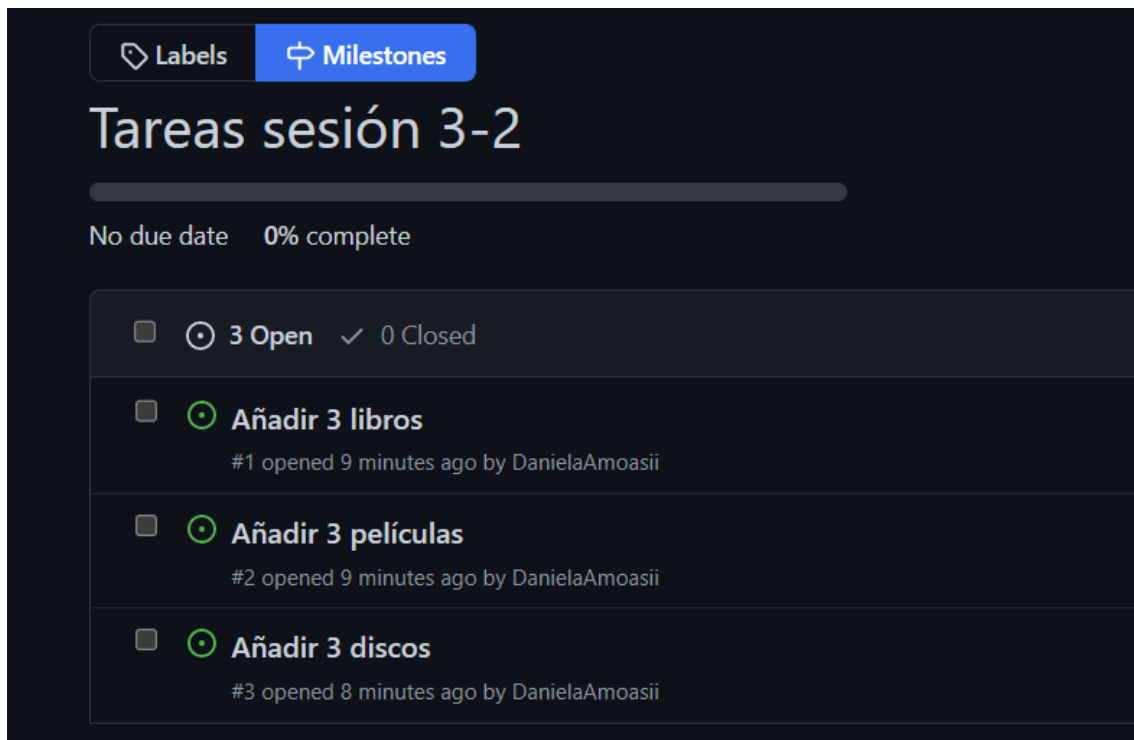 Labels Milestones
Tareas sesión 3-2
No due date 0% complete
3 Open 0 Closed
Añadir 3 libros
#1 opened 9 minutes ago by DanielaAmoasii
Añadir 3 películas
#2 opened 9 minutes ago by DanielaAmoasii
Añadir 3 discos
#3 opened 8 minutes ago by DanielaAmoasii